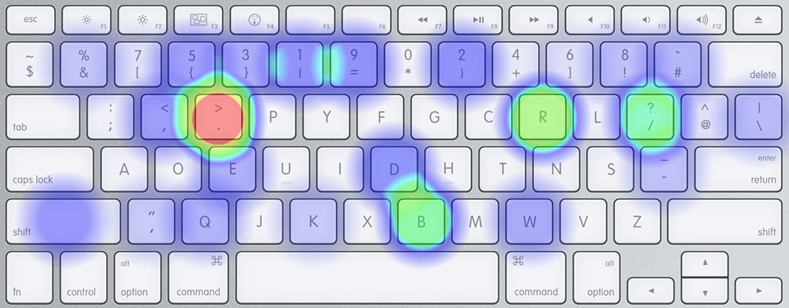 esc F1 F2 F3 F4 F5 F6 F7 F8 F9 F10 F11 F12
~ $ % & 7 [ 5 { 3 } 1 ( 9 = 0 * 2 ) 4 + 6 ] 8 ! ` # delete
tab : ; < , > . P Y F G C R L ? / ^ @ | \
caps lock A O E U I D H T N S _ - enter return
shift " ' Q J K X B M W V Z shift
fn control alt option ⌘ command ⌘ command alt option ◄ ▲ ▼ ►